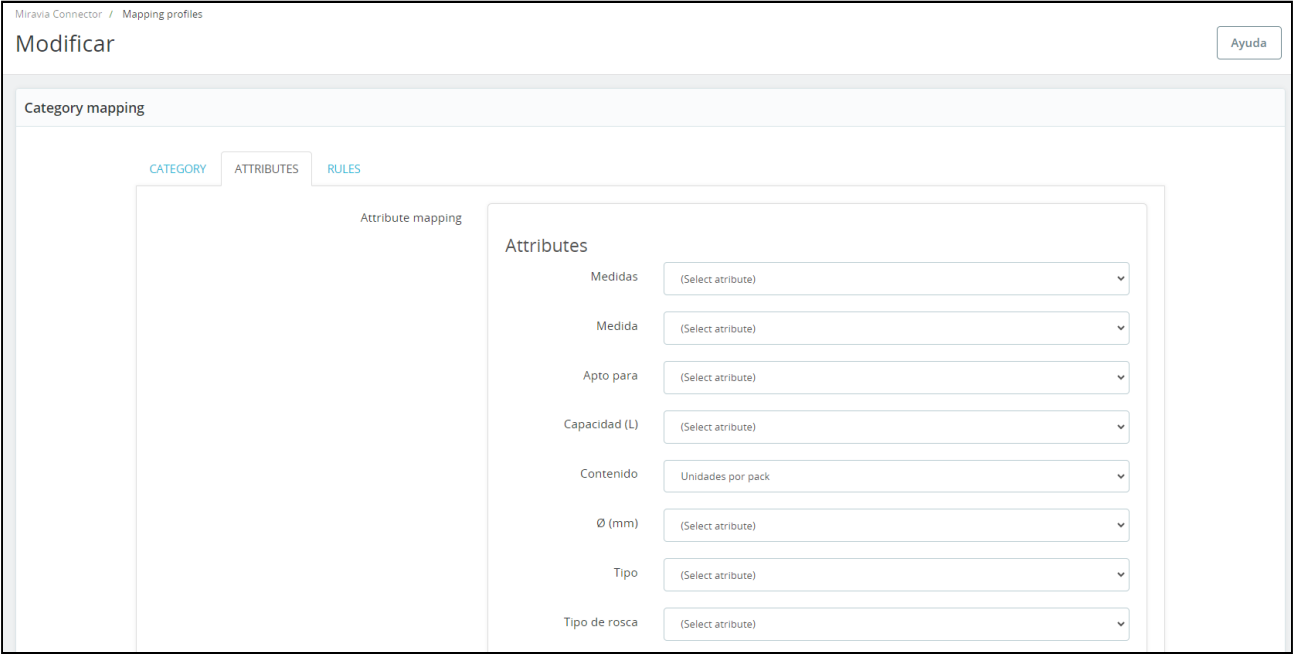 Miravia Connector / Mapping profiles
Modificar
Ayuda
Category mapping
CATEGORY ATTRIBUTES RULES
Attribute mapping
Attributes
Medidas (Select atribute)
Medida (Select atribute)
Apto para (Select atribute)
Capacidad (L) (Select atribute)
Contenido Unidades por pack
Ø (mm) (Select atribute)
Tipo (Select atribute)
Tipo de rosca (Select atribute)